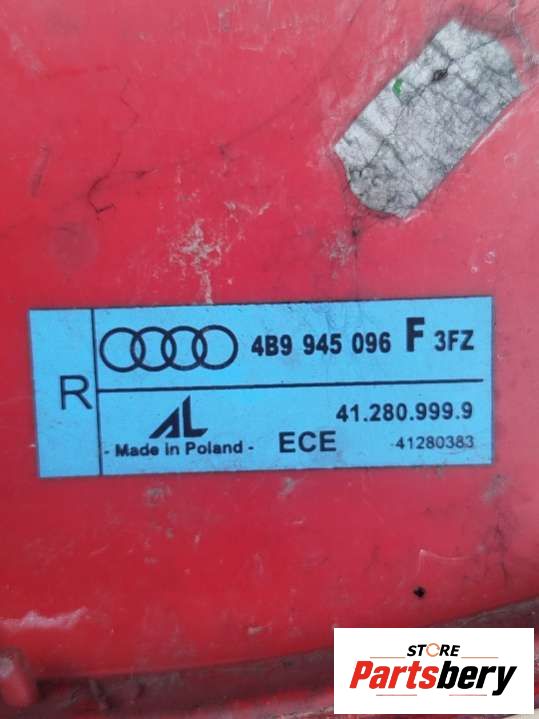 R
4B9 945 096 F 3FZ
AL
41.280.999.9
- Made in Poland - ECE 41280383
STORE
Partsbery